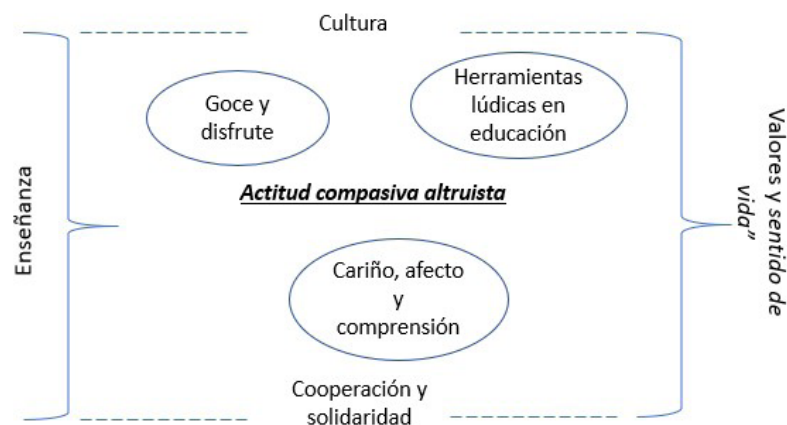 Cultura
Goce y
disfrute
Herramientas
lúdicas en
educación
Enseñanza
Actitud compasiva altruista
Valores y sentido de
vida”
Cariño, afecto
y
comprensión
Cooperación y
solidaridad